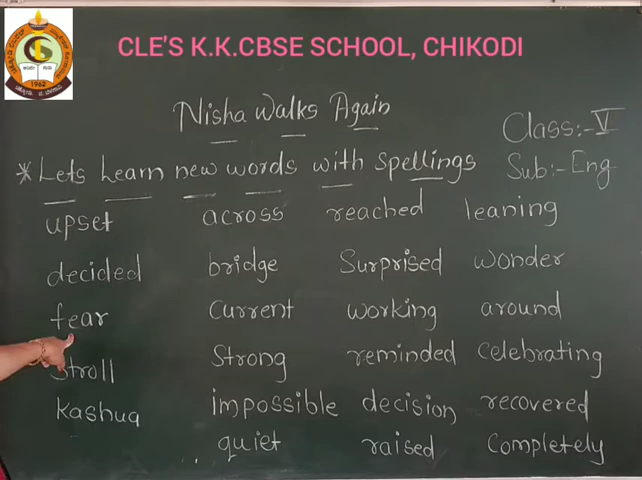 CLE'S K.K.CBSE SCHOOL, CHIKODI
1962
Nisha Walks Again
Class:- V
* Lets Learn new words with spellings
Sub:- Eng
upset across reached leaning
decided bridge Surprised wonder
fear Current working around
Stroll Strong reminded Celebrating
Kashua impossible decision recovered
quiet raised Completely